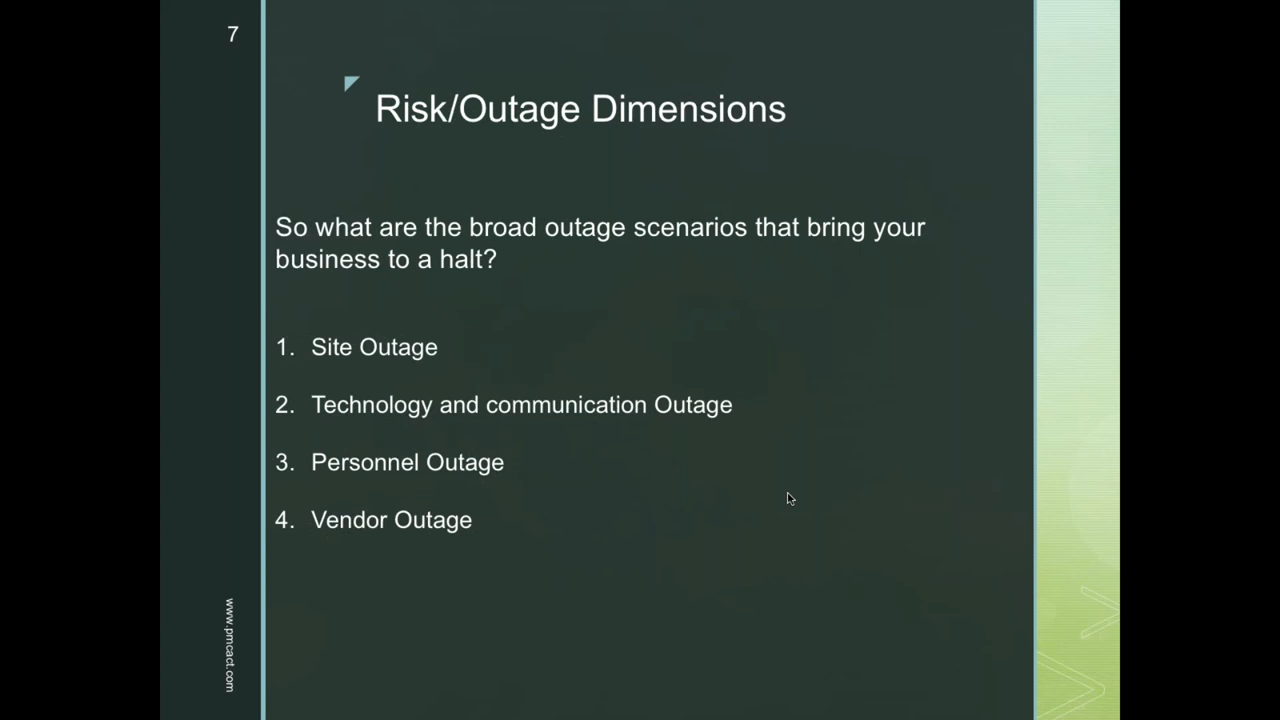 7
Risk/Outage Dimensions
So what are the broad outage scenarios that bring your
business to a halt?
1. Site Outage
2. Technology and communication Outage
3. Personnel Outage
4. Vendor Outage
www.pmcact.com